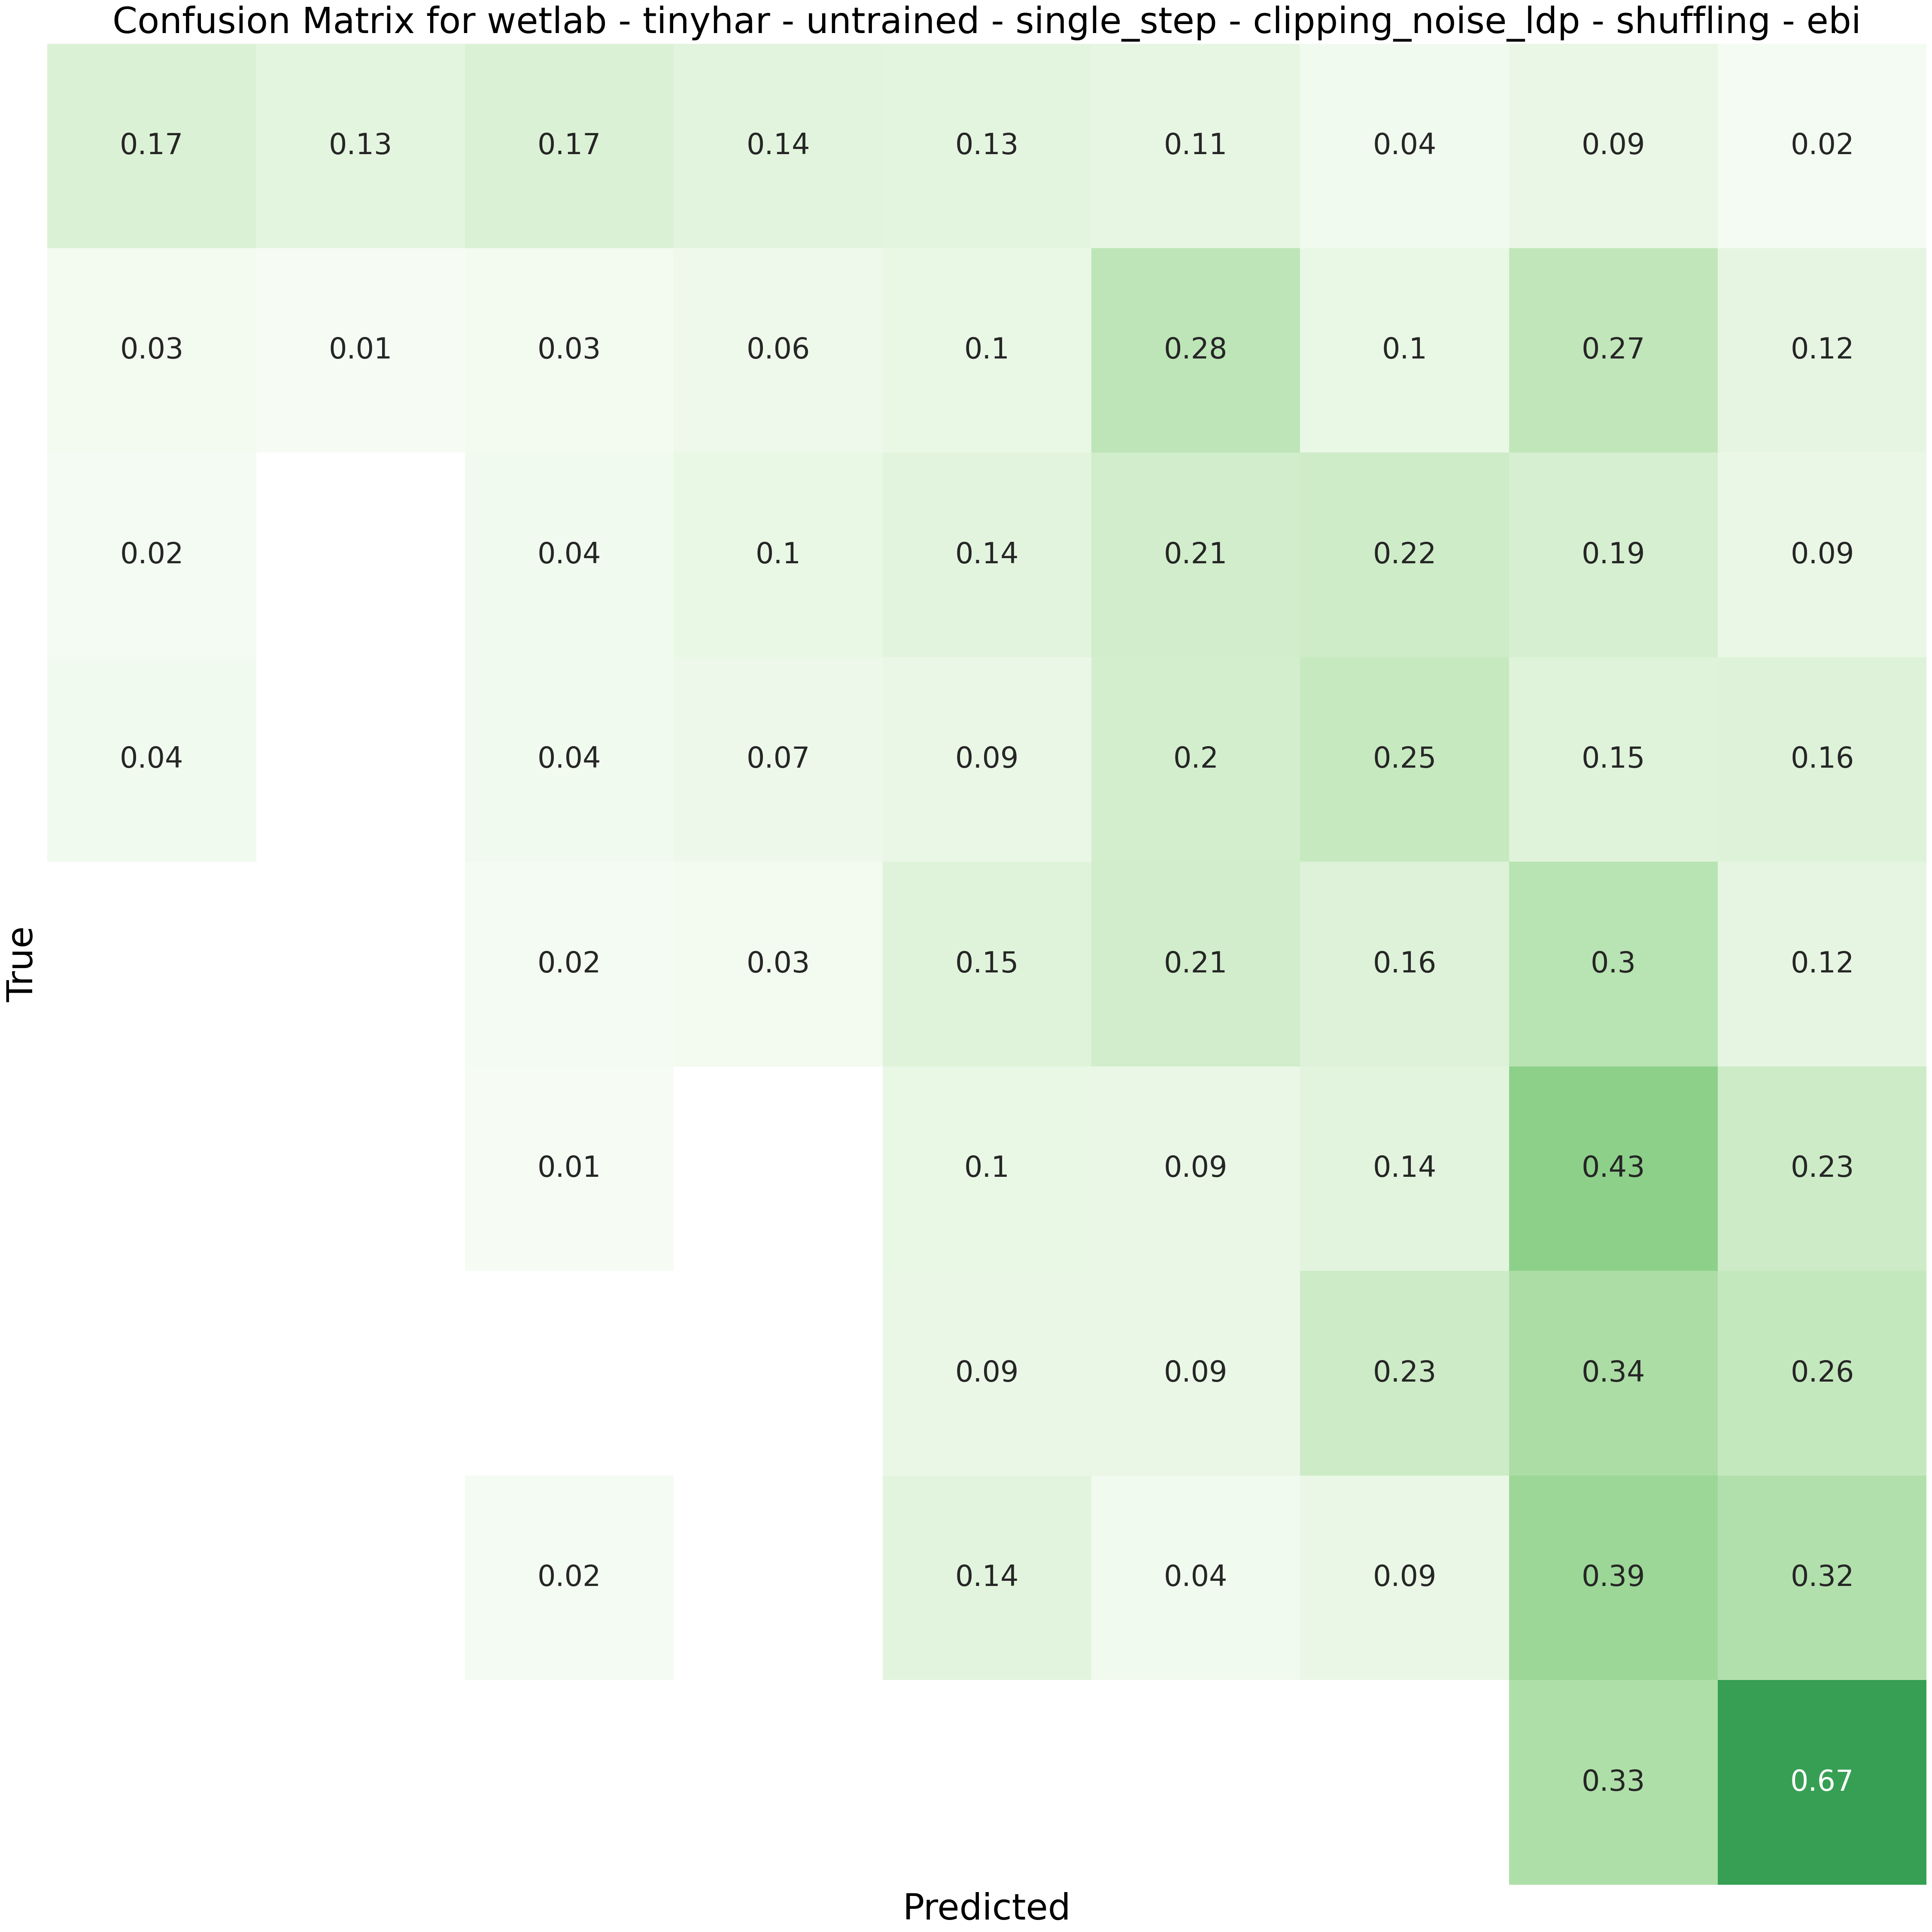 Confusion Matrix for wetlab - tinyhar - untrained - single_step - clipping_noise_ldp - shuffling - ebi
0.17 0.13 0.17 0.14 0.13 0.11 0.04 0.09 0.02
0.03 0.01 0.03 0.06 0.1 0.28 0.1 0.27 0.12
0.02 0.04 0.1 0.14 0.21 0.22 0.19 0.09
0.04 0.04 0.07 0.09 0.2 0.25 0.15 0.16
True
0.02 0.03 0.15 0.21 0.16 0.3 0.12
0.01 0.1 0.09 0.14 0.43 0.23
0.09 0.09 0.23 0.34 0.26
0.02 0.14 0.04 0.09 0.39 0.32
0.33 0.67
Predicted